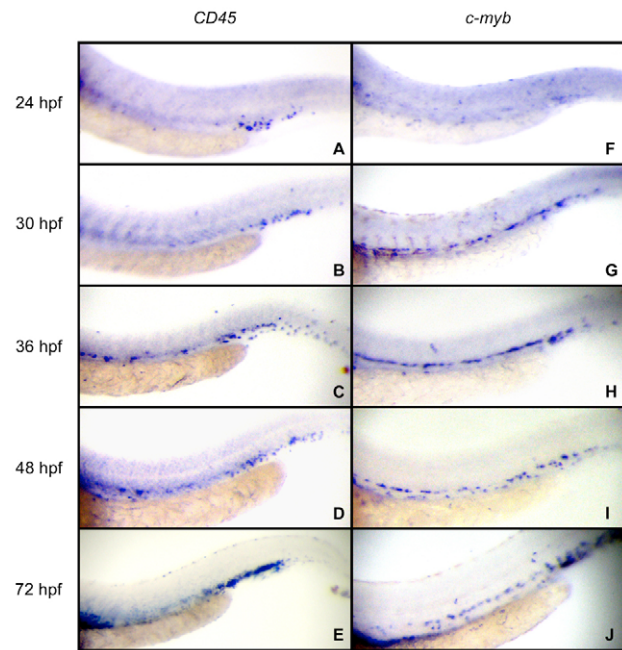 CD45 c-myb
24 hpf A F
30 hpf B G
36 hpf C H
48 hpf D I
72 hpf E J